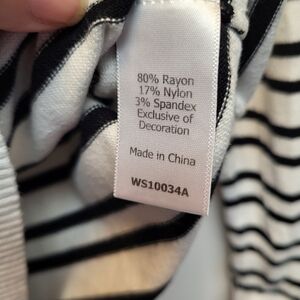 80% Rayon
17% Nylon
3% Spandex
Exclusive of
Decoration
Made in China
WS10034A